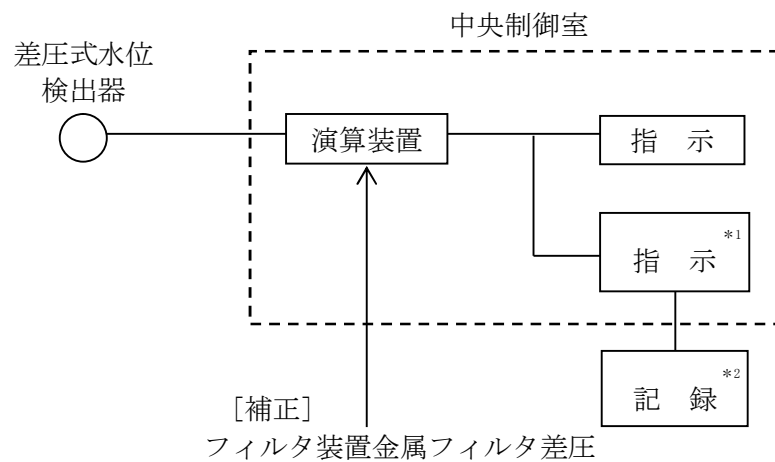 中央制御室
差圧式水位
検出器
演算装置
指 示
指 示 *1
記 録 *2
[補正]
フィルタ装置金属フィルタ差圧